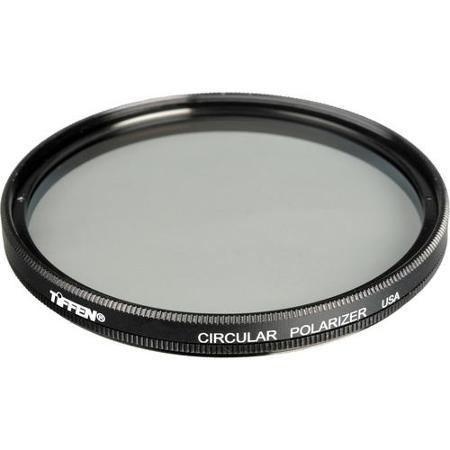 TIFFEN®
CIRCULAR POLARIZER USA